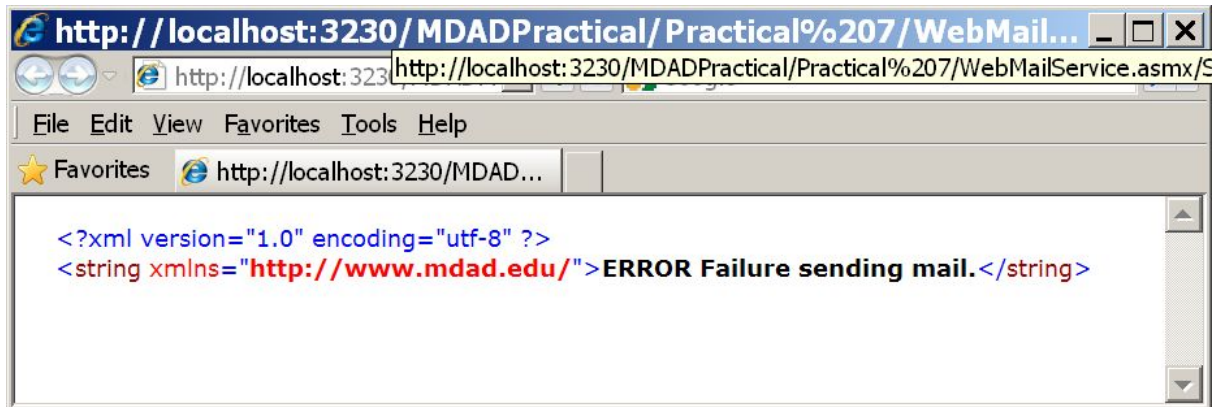 http://localhost:3230/MDADPractical/Practical%207/WebMail...
http://localhost:3230/
http://localhost:3230/MDADPractical/Practical%207/WebMailService.asmx/S
File Edit View Favorites Tools Help
Favorites http://localhost:3230/MDAD...
<?xml version="1.0" encoding="utf-8" ?>
<string xmlns="http://www.mdad.edu/">ERROR Failure sending mail.</string>